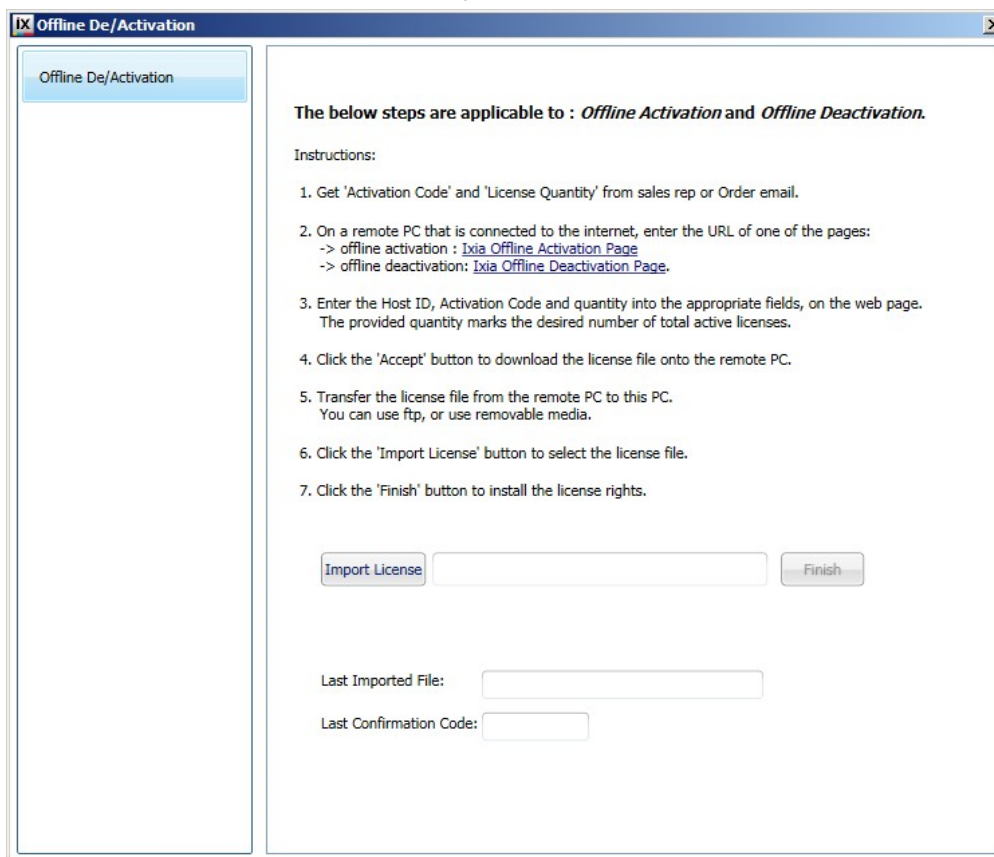 IX Offline De/Activation
Offline De/Activation
The below steps are applicable to : Offline Activation and Offline Deactivation.
Instructions:
1. Get 'Activation Code' and 'License Quantity' from sales rep or Order email.
2. On a remote PC that is connected to the internet, enter the URL of one of the pages:
-> offline activation : Ixia Offline Activation Page
-> offline deactivation: Ixia Offline Deactivation Page.
3. Enter the Host ID, Activation Code and quantity into the appropriate fields, on the web page.
The provided quantity marks the desired number of total active licenses.
4. Click the 'Accept' button to download the license file onto the remote PC.
5. Transfer the license file from the remote PC to this PC.
You can use ftp, or use removable media.
6. Click the 'Import License' button to select the license file.
7. Click the 'Finish' button to install the license rights.
Import License
Finish
Last Imported File:
Last Confirmation Code: